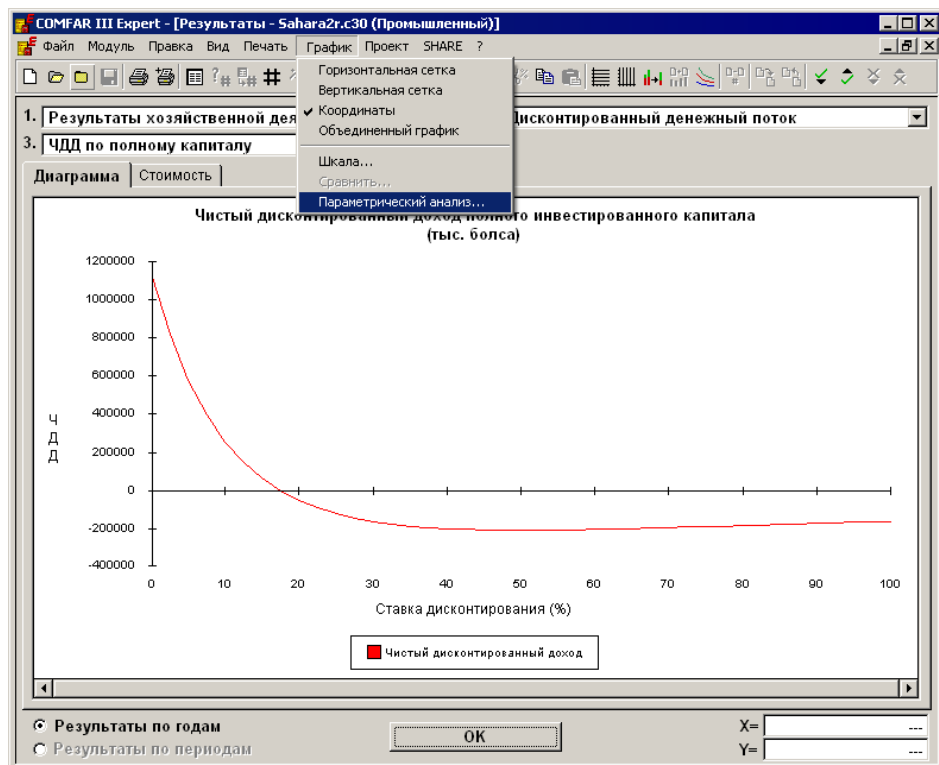 COMFAR III Expert - [Результаты - Sahara2r.c30 (Промышленный)]
Файл Модуль Правка Вид Печать График Проект SHARE ?
Горизонтальная сетка
Вертикальная сетка
Координаты
Объединенный график
Шкала...
Сравнить...
Параметрический анализ...
1. Результаты хозяйственной
Дисконтированный денежный поток
3. ЧДД по полному капиталу
Диаграмма Стоимость
Чистый дисконтированный доход полного инвестированного капитала
(тыс. болса)
1200000
1000000
800000
600000
400000
200000
0
-200000
-400000
ЧДД
0 10 20 30 40 50 60 70 80 90 100
Ставка дисконтирования (%)
Чистый дисконтированный доход
Результаты по годам
Результаты по периодам
OK
X= ---
Y= ---